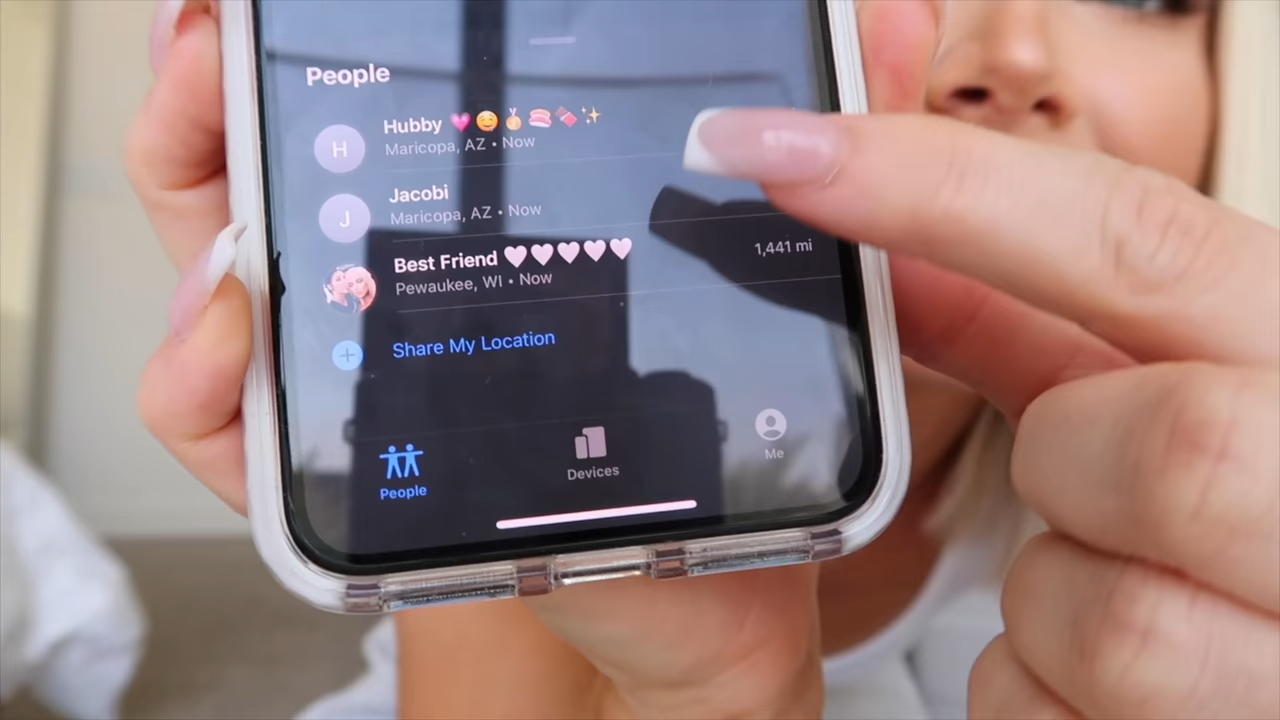 People
H
Hubby 💗☺️🏅🥓🍫✨
Maricopa, AZ • Now
J
Jacobi
Maricopa, AZ • Now
Best Friend 🤍🤍🤍🤍🤍
Pewaukee, WI • Now
1,441 mi
Share My Location
People
Devices
Me